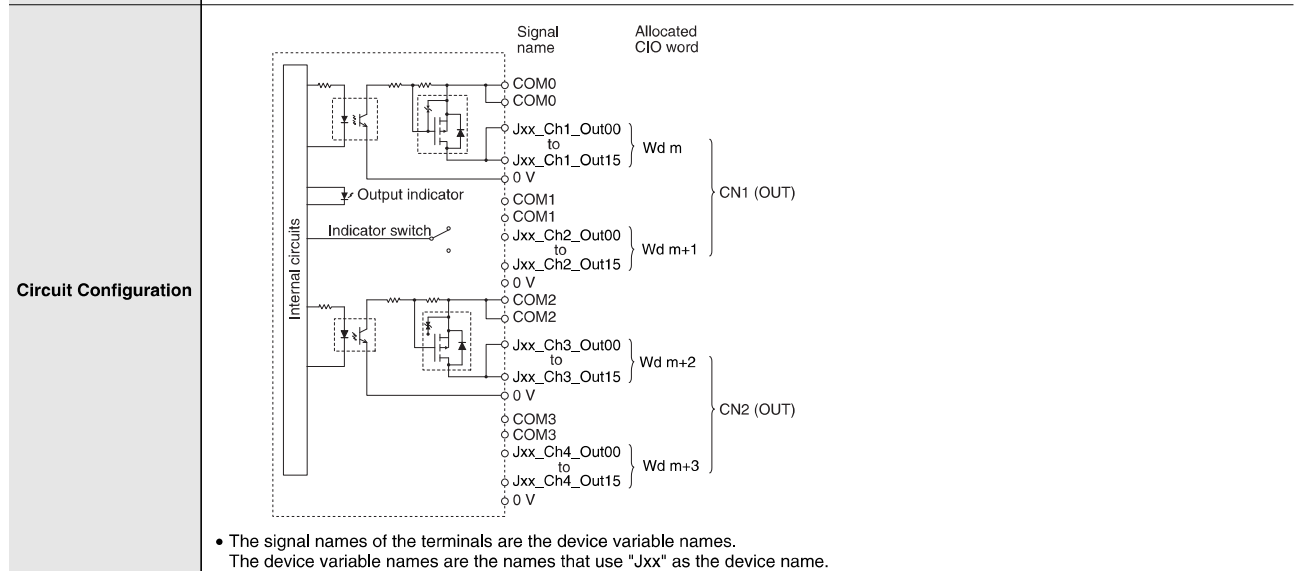 Circuit Configuration
Signal name
Allocated CIO word
Internal circuits
Output indicator
Indicator switch
COM0
COM0
Jxx_Ch1_Out00
to
Jxx_Ch1_Out15
Wd m
0 V
COM1
COM1
Jxx_Ch2_Out00
to
Jxx_Ch2_Out15
Wd m+1
0 V
CN1 (OUT)
COM2
COM2
Jxx_Ch3_Out00
to
Jxx_Ch3_Out15
Wd m+2
0 V
COM3
COM3
Jxx_Ch4_Out00
to
Jxx_Ch4_Out15
Wd m+3
0 V
CN2 (OUT)
• The signal names of the terminals are the device variable names.
The device variable names are the names that use "Jxx" as the device name.